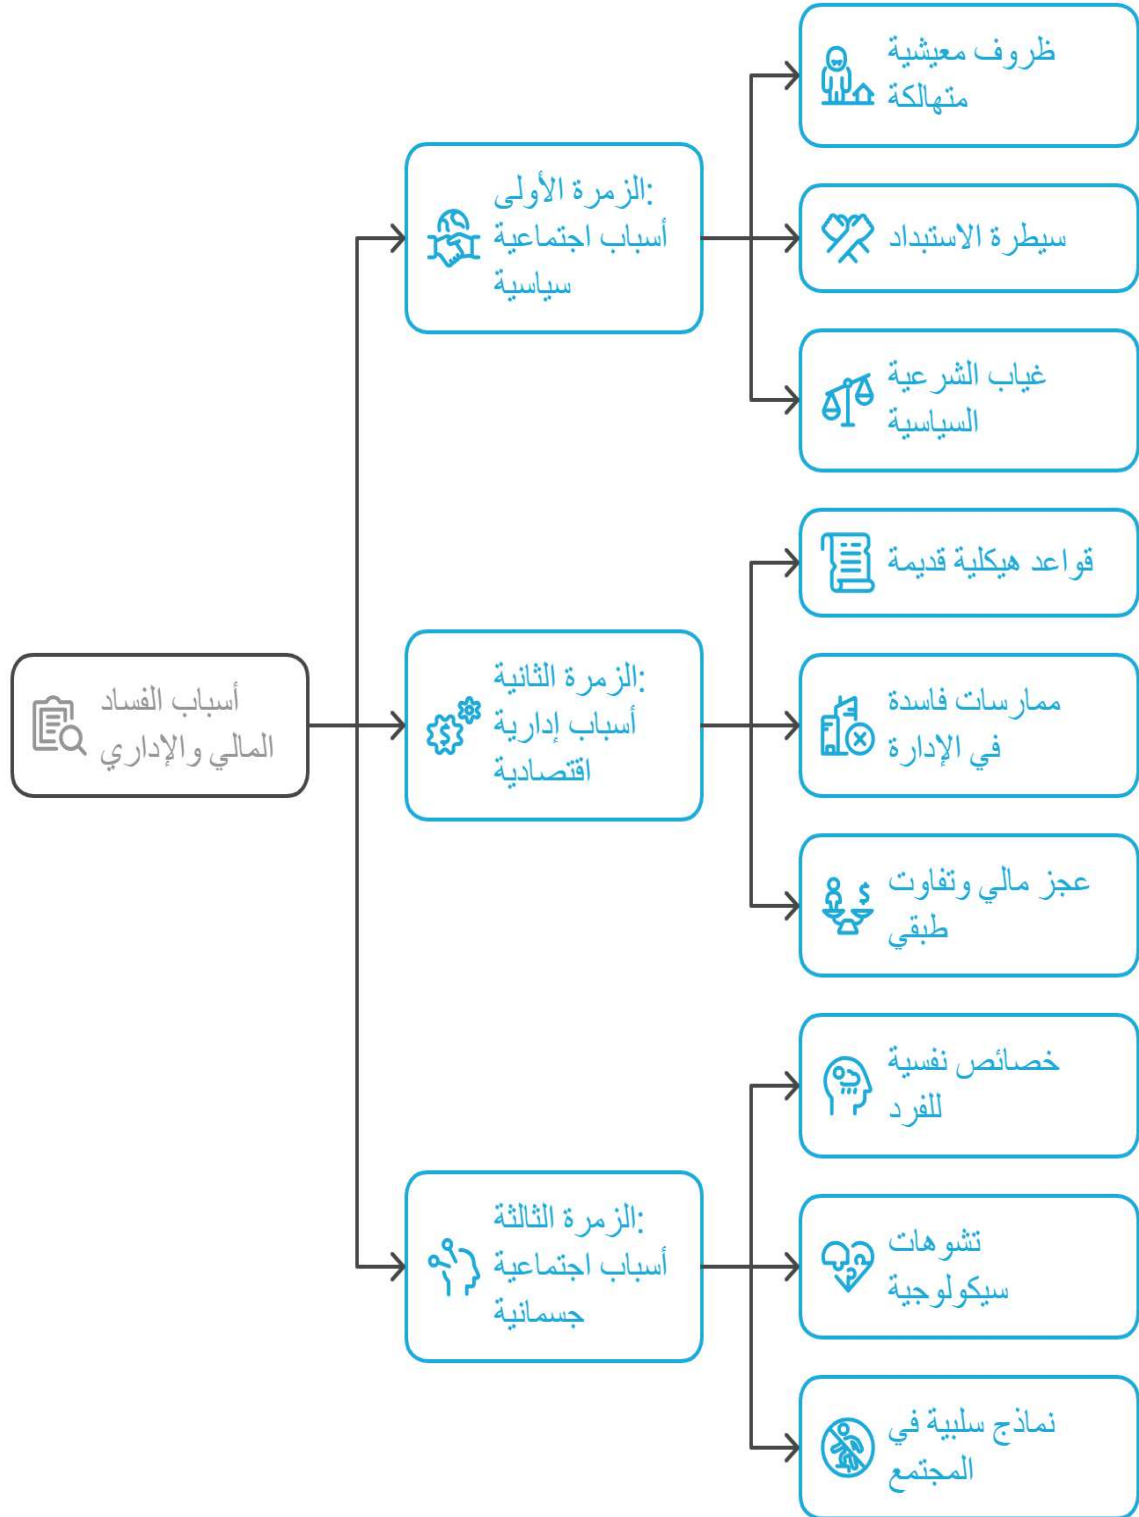 أسباب الفساد
المالي والإداري
الزمرة الأولى:
أسباب اجتماعية
سياسية
ظروف معيشية
متهالكة
سيطرة الاستبداد
غياب الشرعية
السياسية
الزمرة الثانية:
أسباب إدارية
اقتصادية
قواعد هيكلية قديمة
ممارسات فاسدة
في الإدارة
عجز مالي وتفاوت
طبقي
الزمرة الثالثة:
أسباب اجتماعية
جسمانية
خصائص نفسية
للفرد
تشوهات
سيكولوجية
نماذج سلبية في
المجتمع